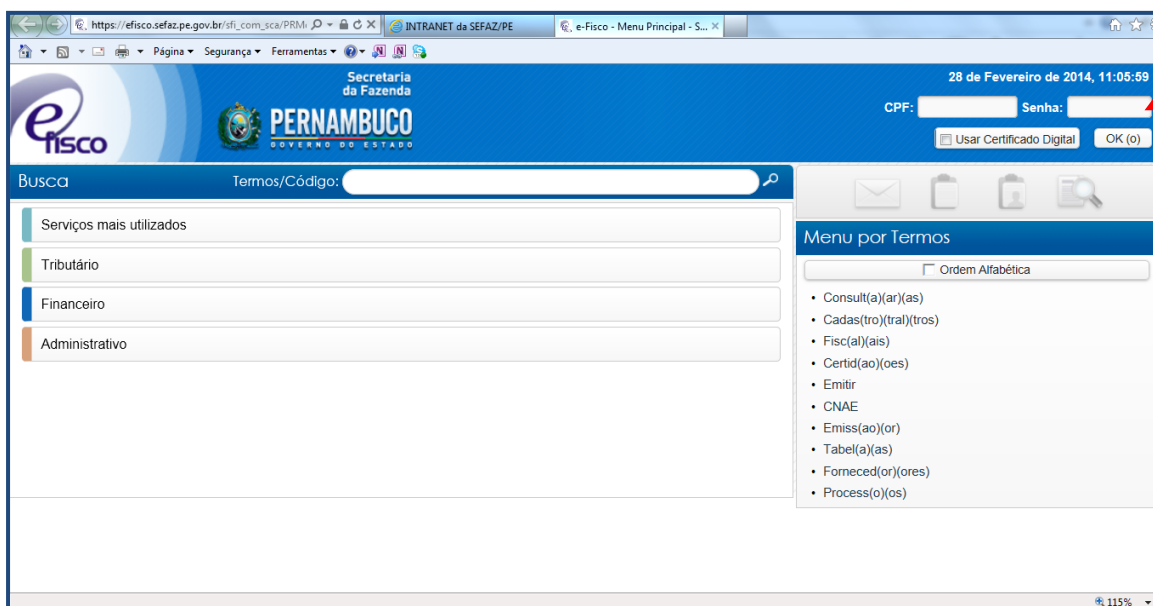 https://efisco.sefaz.pe.gov.br/sfi_com_sca/PRM
INTRANET da SEFAZ/PE
e-Fisco - Menu Principal - S...
Página
Segurança
Ferramentas
efisco
Secretaria
da Fazenda
PERNAMBUCO
GOVERNO DO ESTADO
28 de Fevereiro de 2014, 11:05:59
CPF:
Senha:
Usar Certificado Digital
OK (o)
Busca
Termos/Código:
Serviços mais utilizados
Tributário
Financeiro
Administrativo
Menu por Termos
Ordem Alfabética
• Consult(a)(ar)(as)
• Cadas(tro)(tral)(tros)
• Fisc(al)(ais)
• Certid(ao)(oes)
• Emitir
• CNAE
• Emiss(ao)(or)
• Tabel(a)(as)
• Forneced(or)(ores)
• Process(o)(os)
115%